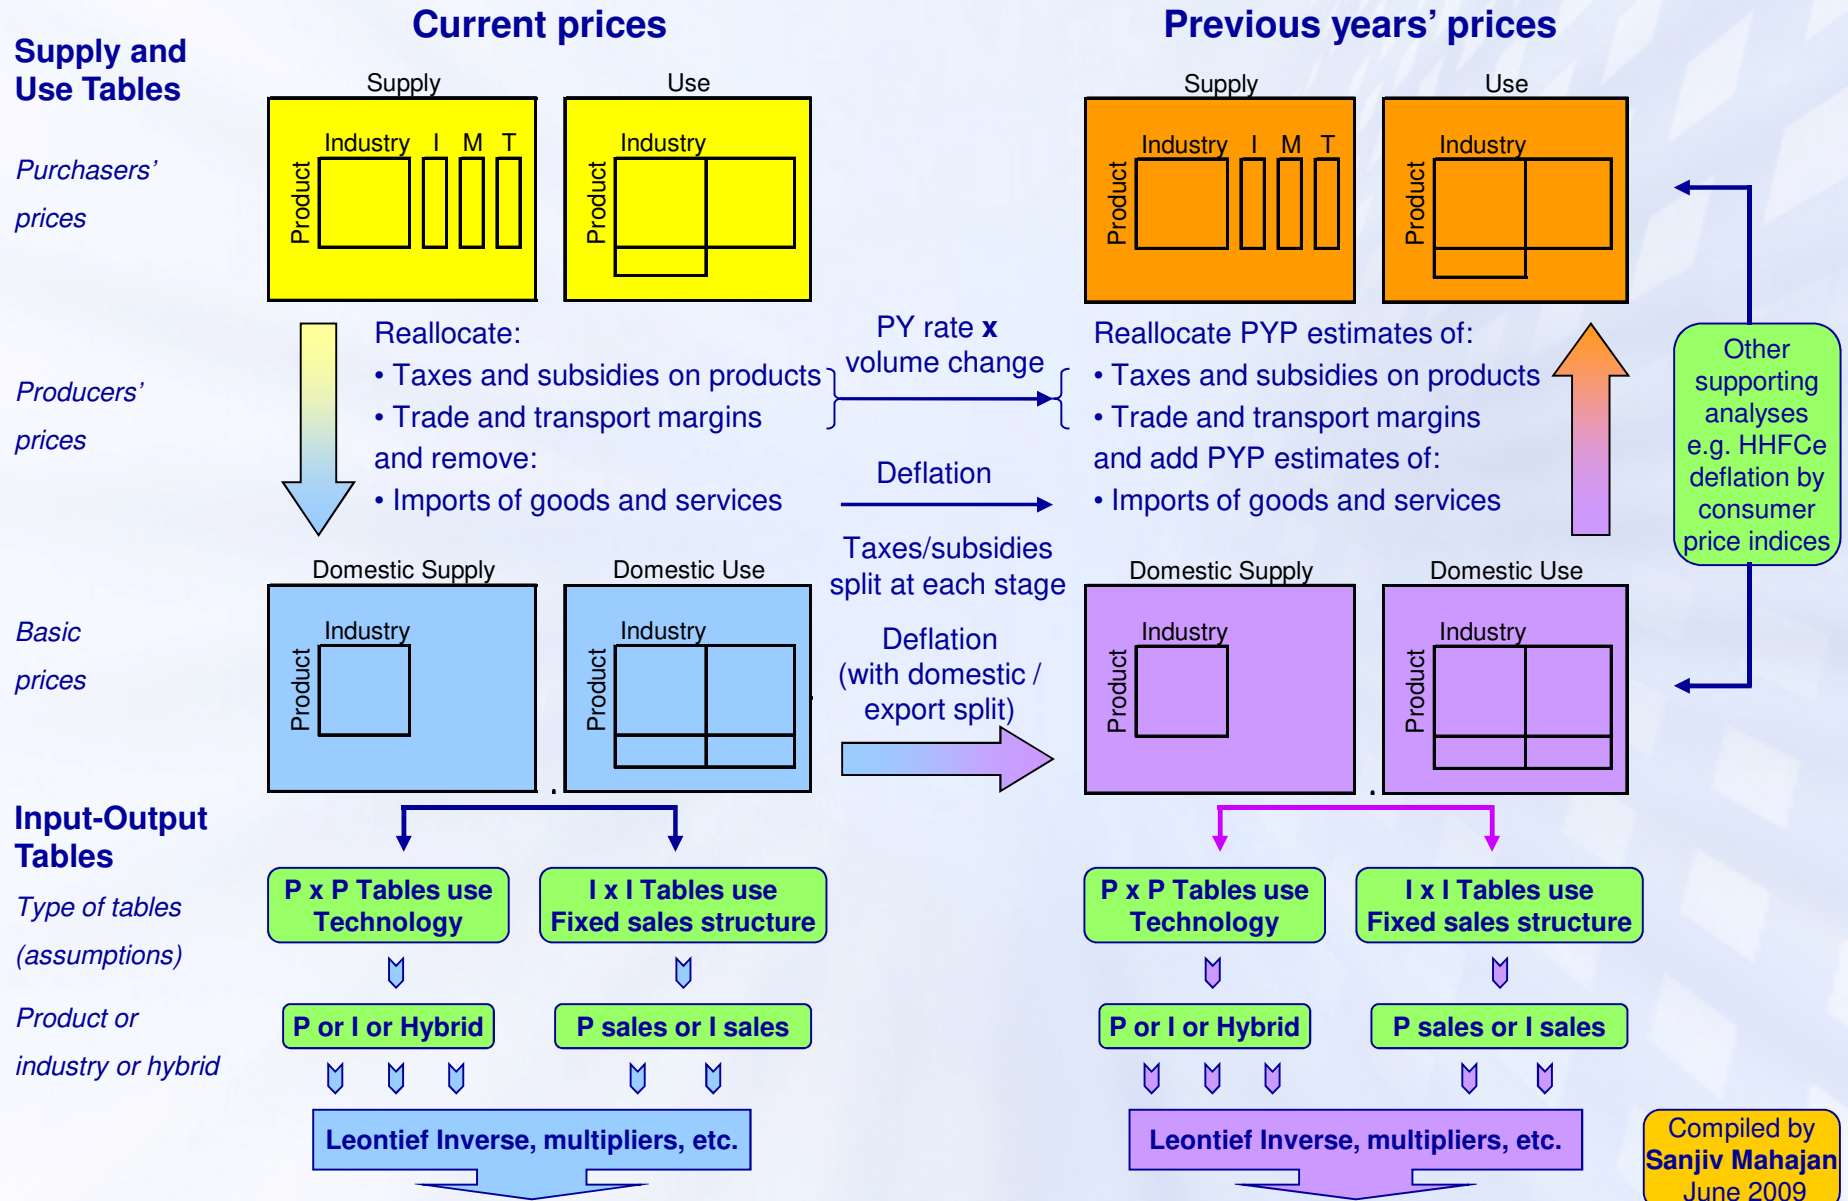 Current prices
Previous years’ prices
Supply and
Use Tables
Supply
Use
Supply
Use
Industry I M T
Product
Industry
Product
Industry I M T
Product
Industry
Product
Purchasers’
prices
Producers’
prices
Reallocate:
• Taxes and subsidies on products
• Trade and transport margins
and remove:
• Imports of goods and services
PY rate x
volume change
Deflation
Taxes/subsidies
split at each stage
Deflation
(with domestic /
export split)
Reallocate PYP estimates of:
• Taxes and subsidies on products
• Trade and transport margins
and add PYP estimates of:
• Imports of goods and services
Other
supporting
analyses
e.g. HHFCe
deflation by
consumer
price indices
Domestic Supply
Domestic Use
Domestic Supply
Domestic Use
Basic
prices
Industry
Product
Industry
Product
Industry
Product
Industry
Product
Input-Output
Tables
Type of tables
(assumptions)
P x P Tables use
Technology
I x I Tables use
Fixed sales structure
P x P Tables use
Technology
I x I Tables use
Fixed sales structure
Product or
industry or hybrid
P or I or Hybrid
P sales or I sales
P or I or Hybrid
P sales or I sales
Leontief Inverse, multipliers, etc.
Leontief Inverse, multipliers, etc.
Compiled by
Sanjiv Mahajan
June 2009